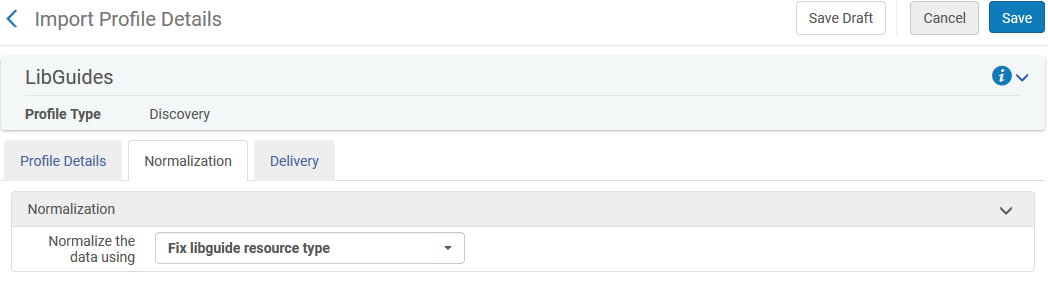 Import Profile Details
Save Draft
Cancel
Save
LibGuides
Profile Type Discovery
Profile Details
Normalization
Delivery
Normalization
Normalize the
data using
Fix libguide resource type